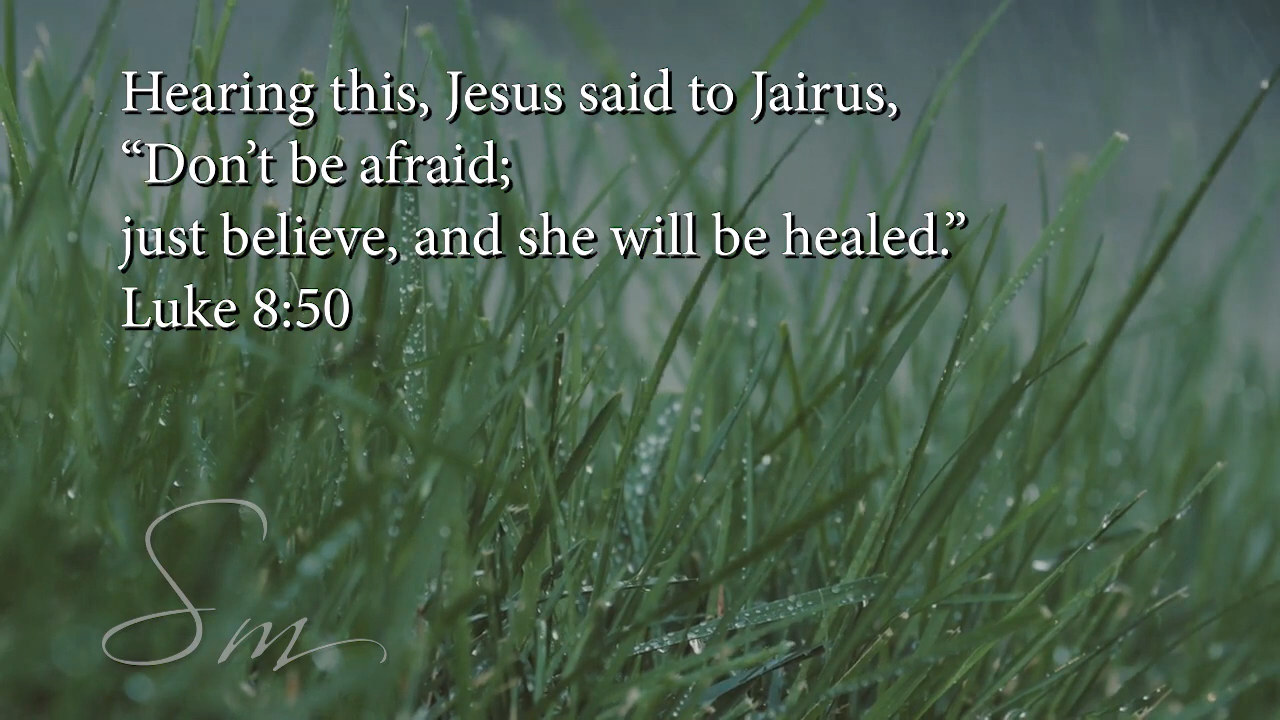 Hearing this, Jesus said to Jairus,
“Don’t be afraid;
just believe, and she will be healed.”
Luke 8:50
Sm